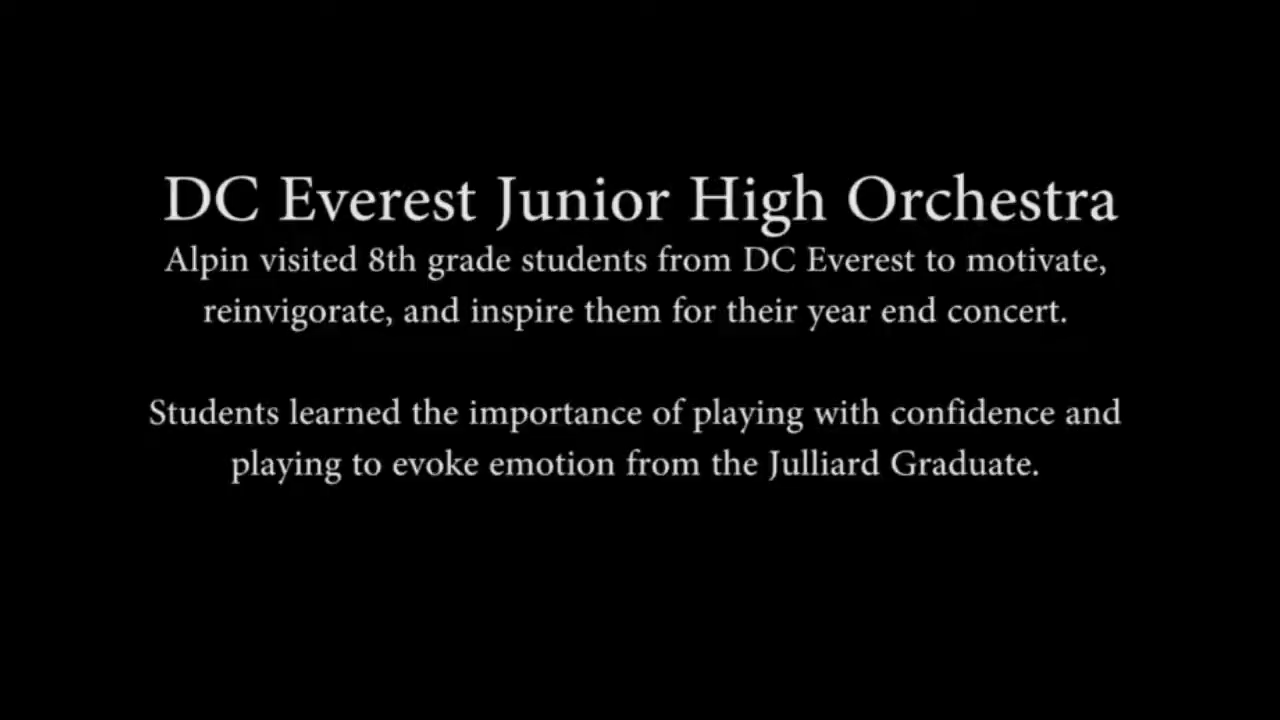 DC Everest Junior High Orchestra
Alpin visited 8th grade students from DC Everest to motivate,
reinvigorate, and inspire them for their year end concert.
Students learned the importance of playing with confidence and
playing to evoke emotion from the Julliard Graduate.